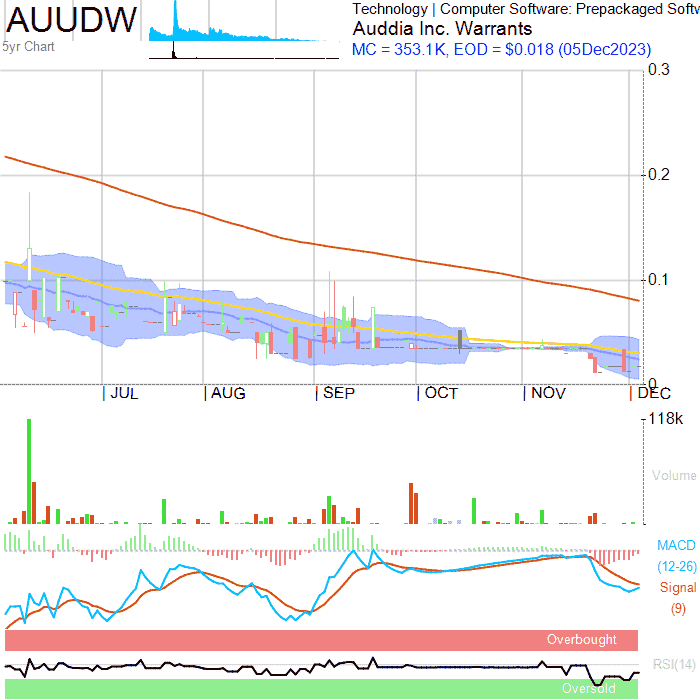 AUUDW
5yr Chart
Technology | Computer Software: Prepackaged Softw
Auddia Inc. Warrants
MC = 353.1K, EOD = $0.018 (05Dec2023)
0.3
0.2
0.1
0
JUL AUG SEP OCT NOV DEC
118k
Volume
MACD
(12-26)
Signal
(9)
Overbought
RSI(14)
Oversold